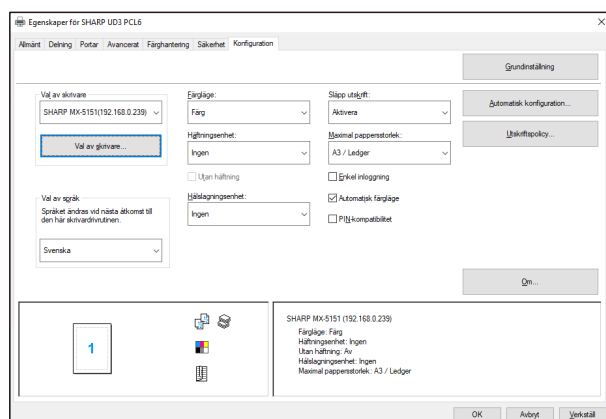 Egenskaper för SHARP UD3 PCL6
Allmänt Delning Portar Avancerat Färghantering Säkerhet Konfiguration
Grundinställning
Val av skrivare
Färgläge:
Släpp utskrift:
SHARP MX-5151(192.168.0.239)
Färg
Aktivera
Automatisk konfiguration...
Val av skrivare...
Häftningsenhet:
Maximal pappersstorlek:
Utskriftspolicy...
Ingen
A3 / Ledger
Utan häftning
Enkel inloggning
Val av språk
Hålslagningsenhet:
Automatisk färgläge
Språket ändras vid nästa åtkomst till
den här skrivardrivrutinen.
Ingen
PIN-kompatibilitet
Svenska
Om...
1
SHARP MX-5151 (192.168.0.239)
Färgläge: Färg
Häftningsenhet: Ingen
Utan häftning: Av
Hålslagningsenhet: Ingen
Maximal pappersstorlek: A3 / Ledger
OK Avbryt Verkställ